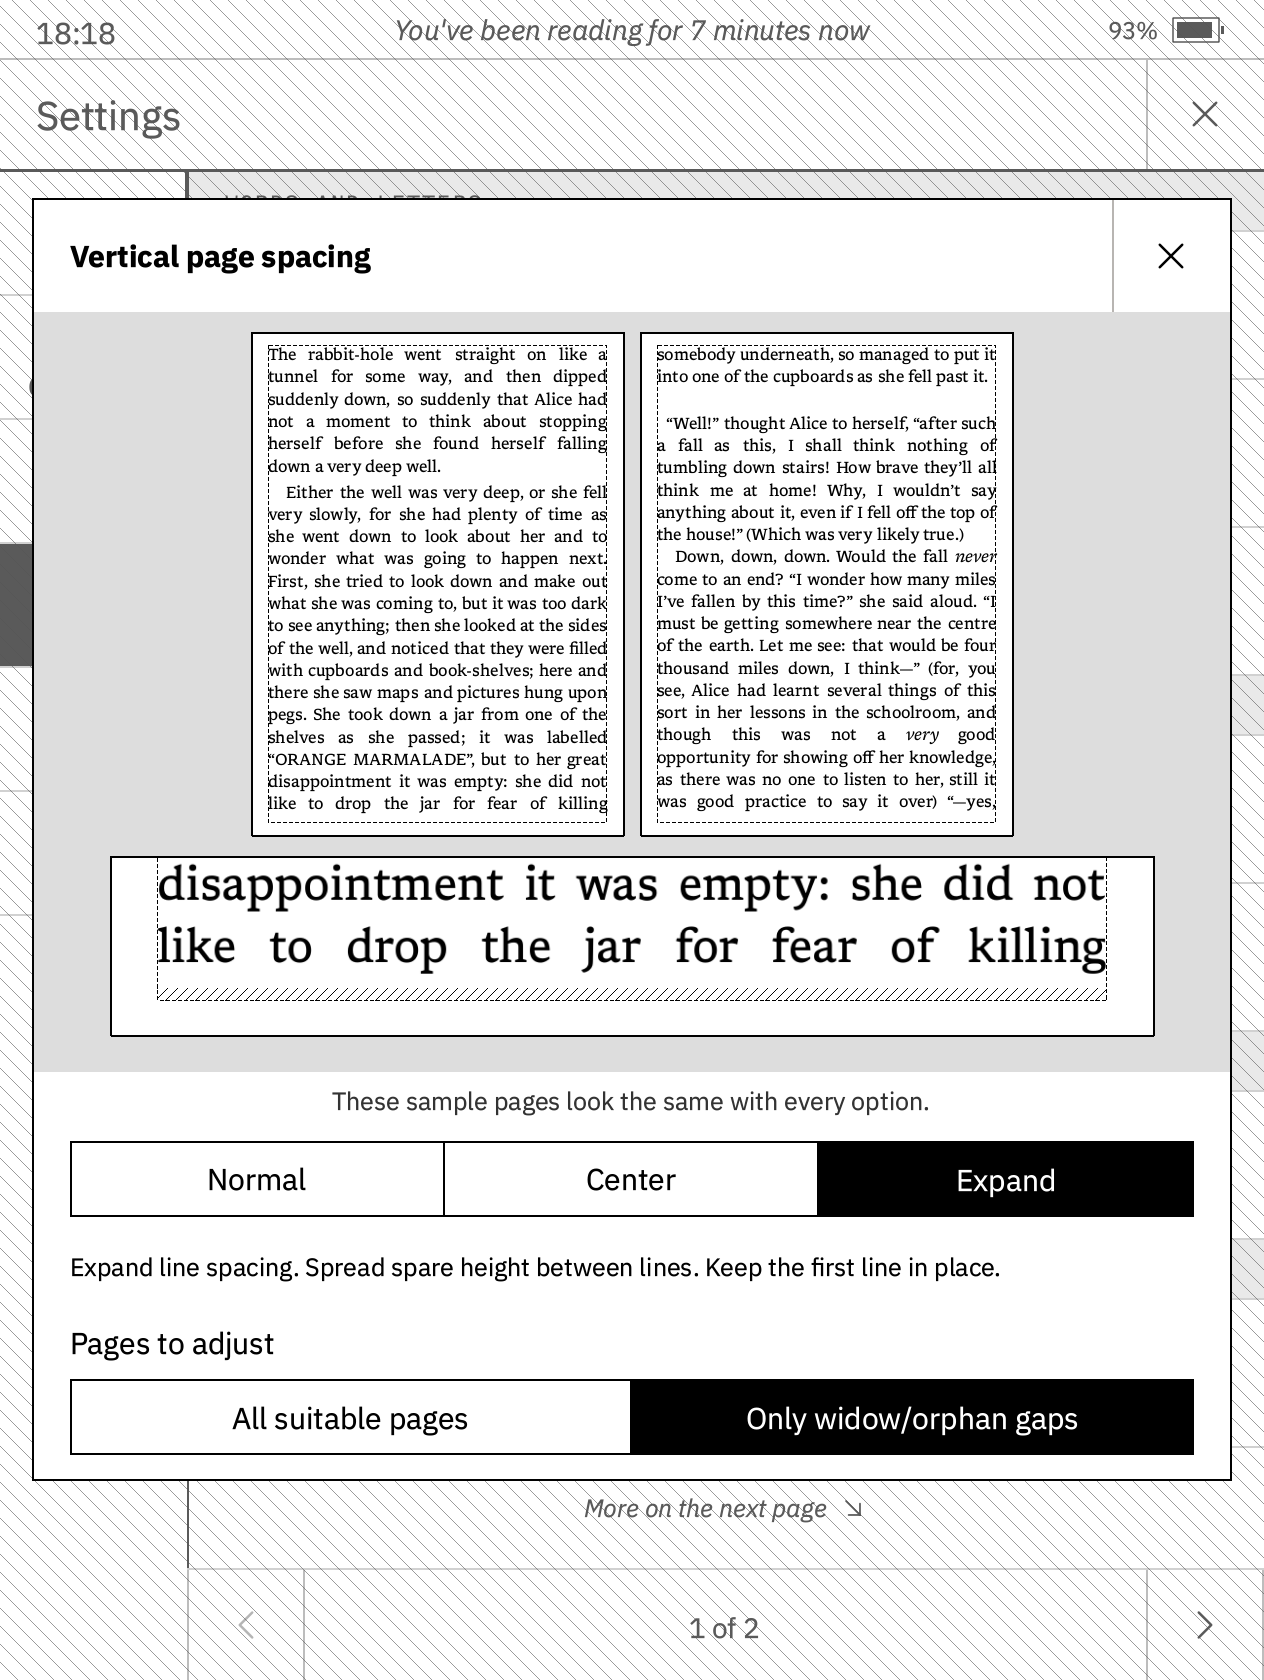 18:18
You've been reading for 7 minutes now
93%
Settings
WORDS AND LETTERS
Vertical page spacing
The rabbit-hole went straight on like a
tunnel for some way, and then dipped
suddenly down, so suddenly that Alice had
not a moment to think about stopping
herself before she found herself falling
down a very deep well.
Either the well was very deep, or she fell
very slowly, for she had plenty of time as
she went down to look about her and to
wonder what was going to happen next.
First, she tried to look down and make out
what she was coming to, but it was too dark
to see anything; then she looked at the sides
of the well, and noticed that they were filled
with cupboards and book-shelves; here and
there she saw maps and pictures hung upon
pegs. She took down a jar from one of the
shelves as she passed; it was labelled
“ORANGE MARMALADE”, but to her great
disappointment it was empty: she did not
like to drop the jar for fear of killing
somebody underneath, so managed to put it
into one of the cupboards as she fell past it.
“Well!” thought Alice to herself, “after such
a fall as this, I shall think nothing of
tumbling down stairs! How brave they’ll all
think me at home! Why, I wouldn’t say
anything about it, even if I fell off the top of
the house!” (Which was very likely true.)
Down, down, down. Would the fall never
come to an end? “I wonder how many miles
I’ve fallen by this time?” she said aloud. “I
must be getting somewhere near the centre
of the earth. Let me see: that would be four
thousand miles down, I think—” (for, you
see, Alice had learnt several things of this
sort in her lessons in the schoolroom, and
though this was not a very good
opportunity for showing off her knowledge,
as there was no one to listen to her, still it
was good practice to say it over) “—yes,
disappointment it was empty: she did not
like to drop the jar for fear of killing
These sample pages look the same with every option.
Normal
Center
Expand
Expand line spacing. Spread spare height between lines. Keep the first line in place.
Pages to adjust
All suitable pages
Only widow/orphan gaps
More on the next page
1 of 2